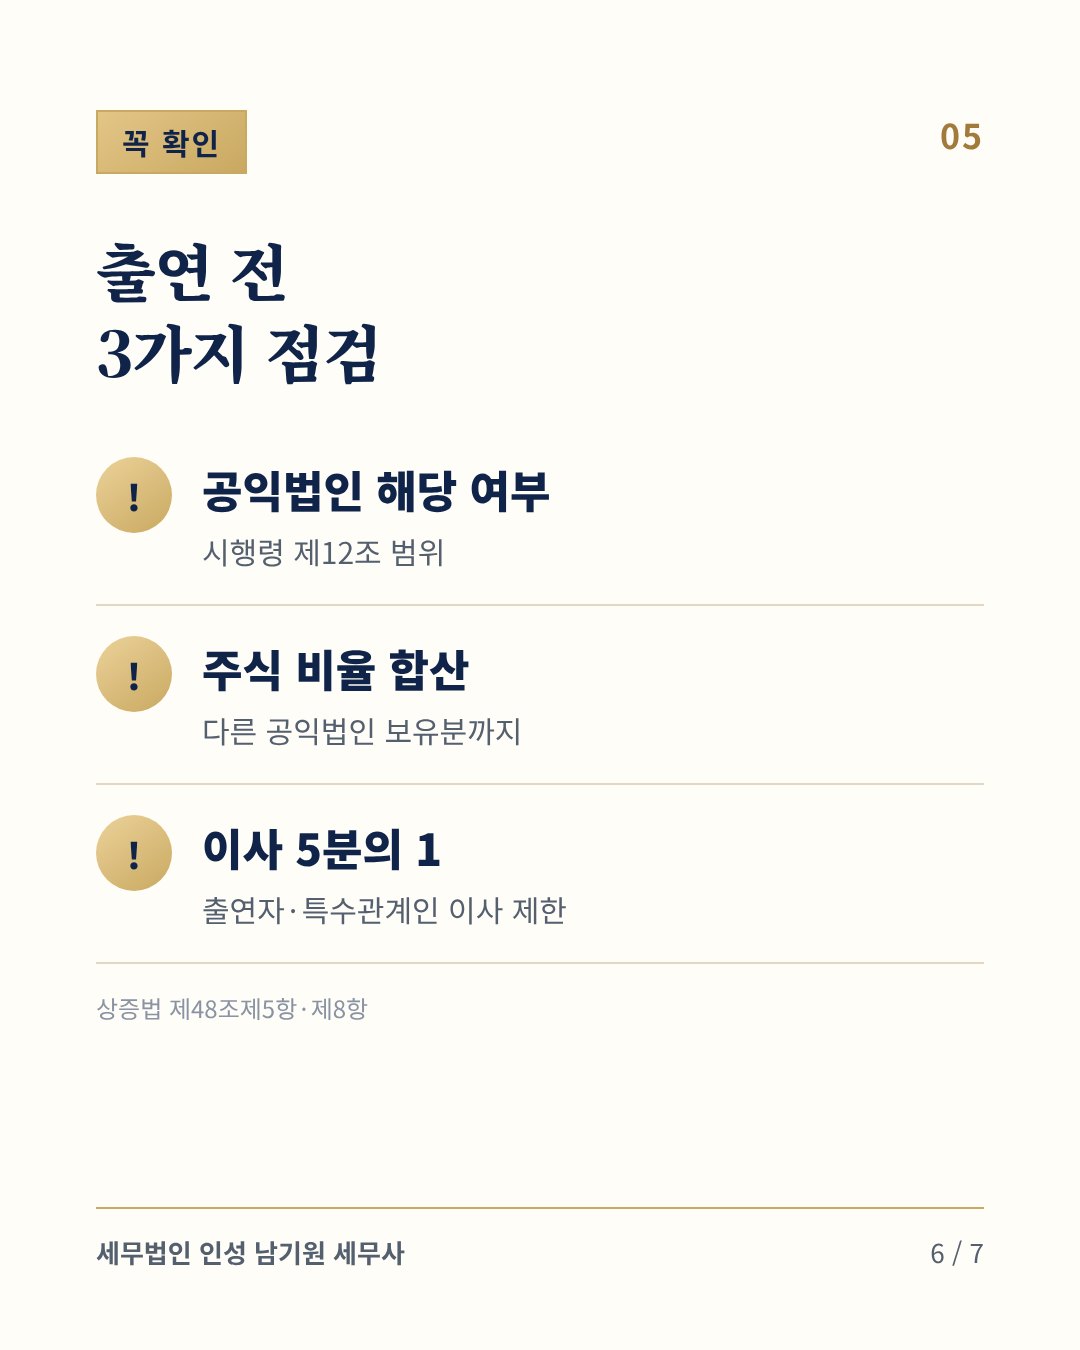 꼭 확인
05
출연 전
3가지 점검
!
공익법인 해당 여부
시행령 제12조 범위
!
주식 비율 합산
다른 공익법인 보유분까지
!
이사 5분의 1
출연자·특수관계인 이사 제한
상증법 제48조제5항·제8항
세무법인 인성 남기원 세무사
6 / 7